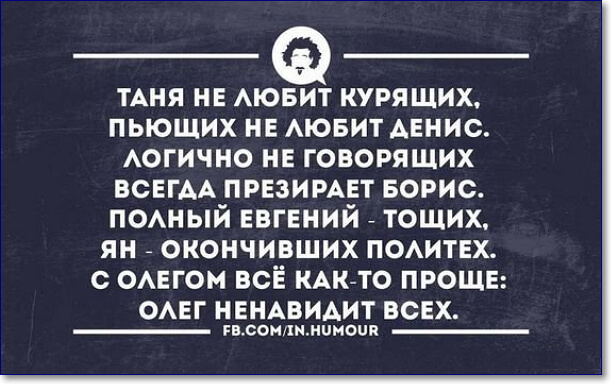 ТАНЯ НЕ ЛЮБИТ КУРЯЩИХ,
ПЬЮЩИХ НЕ ЛЮБИТ ДЕНИС.
ЛОГИЧНО НЕ ГОВОРЯЩИХ
ВСЕГДА ПРЕЗИРАЕТ БОРИС.
ПОЛНЫЙ ЕВГЕНИЙ - ТОЩИХ,
ЯН - ОКОНЧИВШИХ ПОЛИТЕХ.
С ОЛЕГОМ ВСЁ КАК-ТО ПРОЩЕ:
ОЛЕГ НЕНАВИДИТ ВСЕХ.
FB.COM/IN.HUMOUR